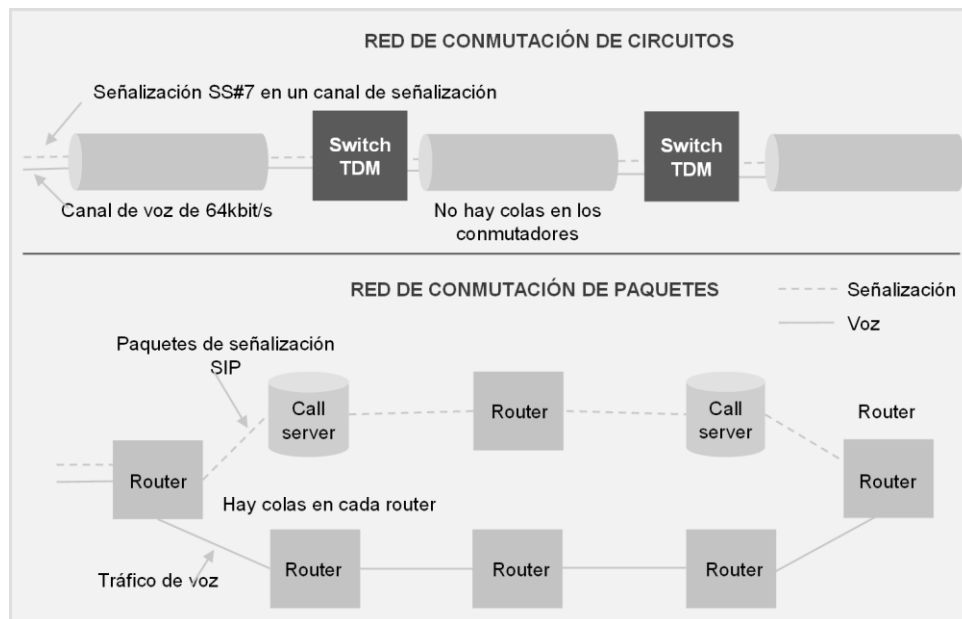 RED DE CONMUTACIÓN DE CIRCUITOS
Señalización SS#7 en un canal de señalización
Switch
TDM
Switch
TDM
Canal de voz de 64kbit/s
No hay colas en los
conmutadores
RED DE CONMUTACIÓN DE PAQUETES
Señalización
Voz
Paquetes de señalización
SIP
Call
server
Router
Call
server
Router
Router
Router
Hay colas en cada router
Tráfico de voz
Router
Router
Router